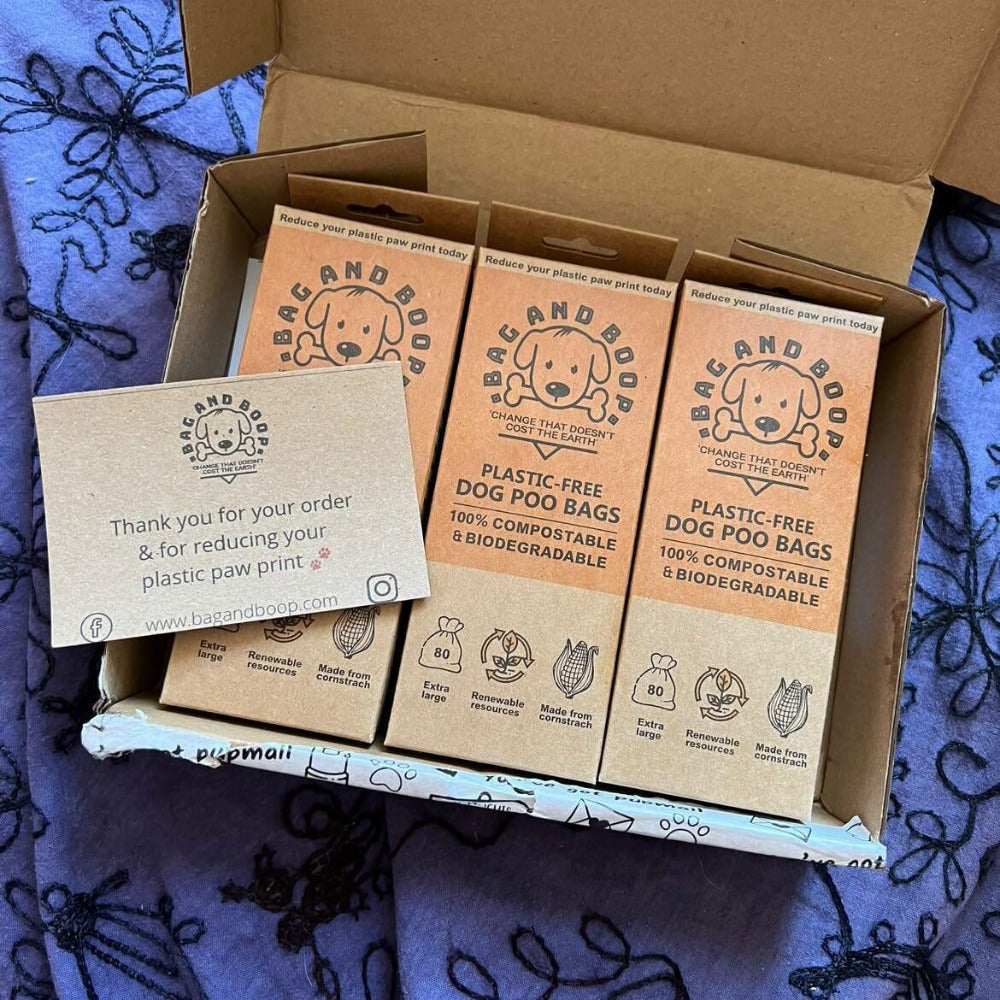 Reduce your plastic paw print today
BAG AND BOOP
Reduce your plastic paw print today
BAG AND BOOP
'CHANGE THAT DOESN'T
COST THE EARTH'
PLASTIC-FREE
DOG POO BAGS
100% COMPOSTABLE
& BIODEGRADABLE
80
Extra
large
Renewable
resources
Made from
cornstrach
Reduce your plastic paw print today
BAG AND BOOP
'CHANGE THAT DOESN'T
COST THE EARTH'
PLASTIC-FREE
DOG POO BAGS
100% COMPOSTABLE
& BIODEGRADABLE
80
Extra
large
Renewable
resources
Made from
cornstrach
BAG AND BOOP
'CHANGE THAT DOESN'T
COST THE EARTH'
Thank you for your order
& for reducing your
plastic paw print
www.bagandboop.com
Extra
large
Renewable
resources
Made from
cornstrach
pupmail
you've got pupmail